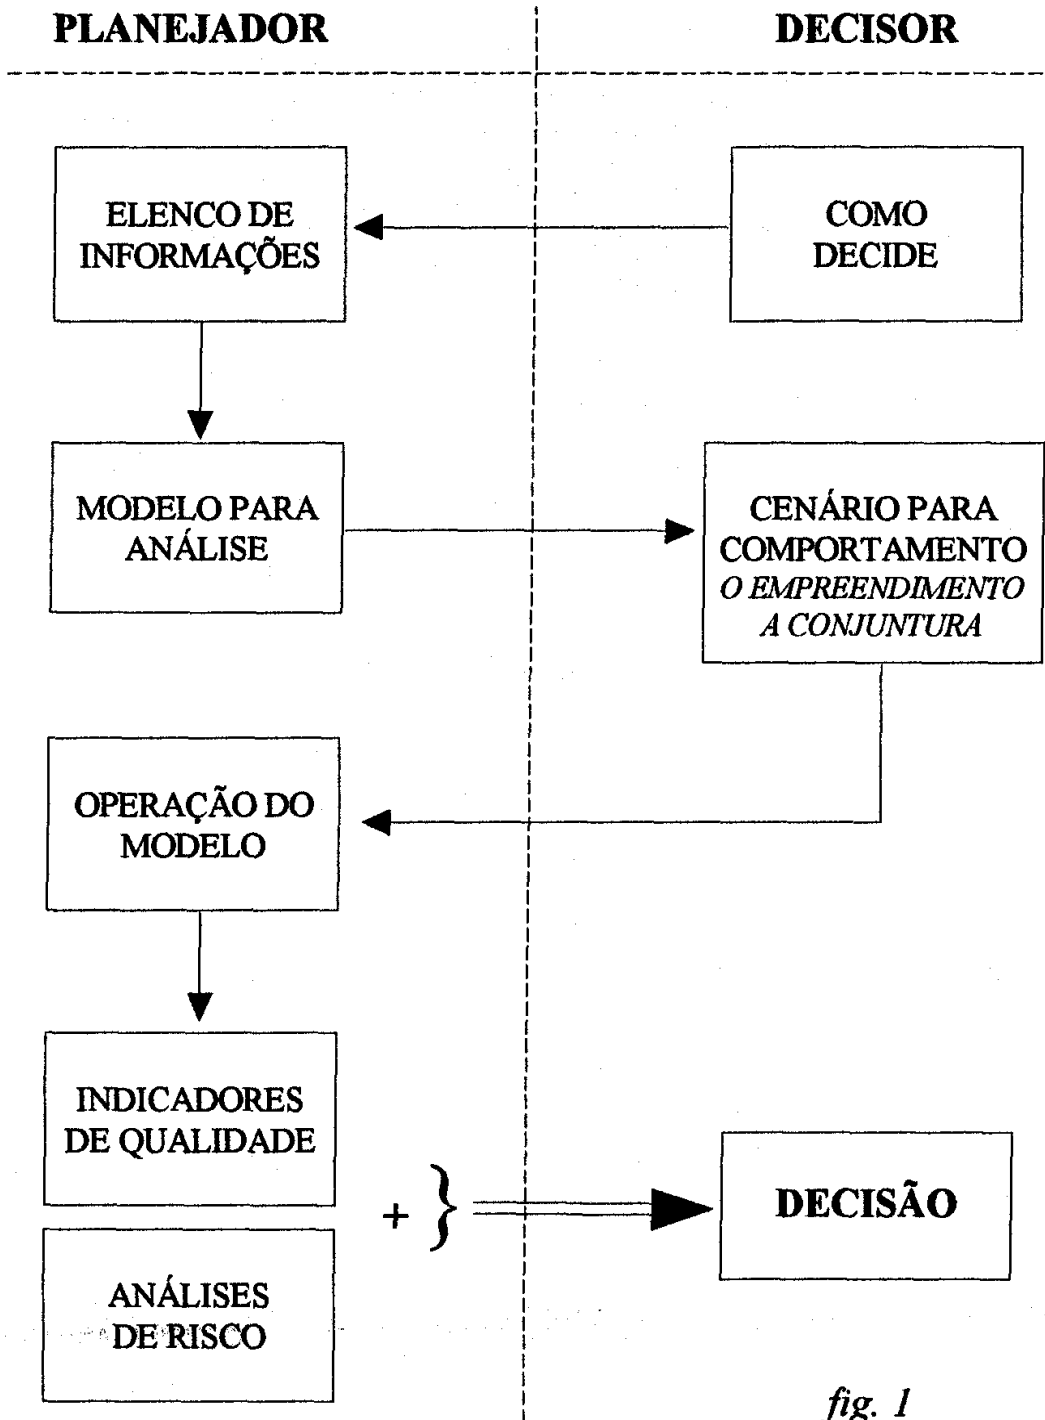 PLANEJADOR
DECISOR
ELENCO DE
INFORMAÇÕES
COMO
DECIDE
MODELO PARA
ANÁLISE
CENÁRIO PARA
COMPORTAMENTO
O EMPREENDIMENTO
A CONJUNTURA
OPERAÇÃO DO
MODELO
INDICADORES
DE QUALIDADE
+ }
DECISÃO
ANÁLISES
DE RISCO
fig. 1